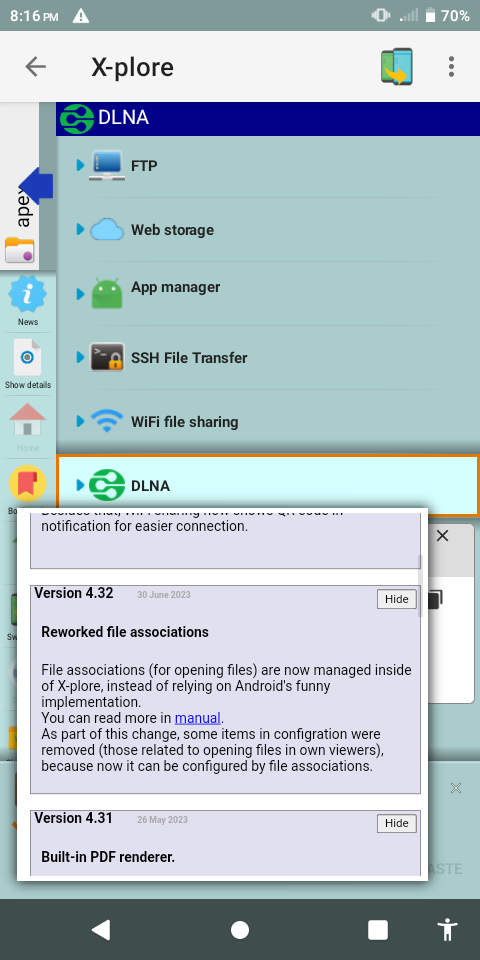 8:16 PM
70%
X-plore
DLNA
apex
FTP
Web storage
App manager
SSH File Transfer
WiFi file sharing
DLNA
News
Show details
Home
notification for easier connection.
Version 4.32 30 June 2023
Hide
Reworked file associations
File associations (for opening files) are now managed inside
of X-plore, instead of relying on Android's funny
implementation.
You can read more in manual.
As part of this change, some items in configration were
removed (those related to opening files in own viewers),
because now it can be configured by file associations.
Version 4.31 26 May 2023
Hide
Built-in PDF renderer.